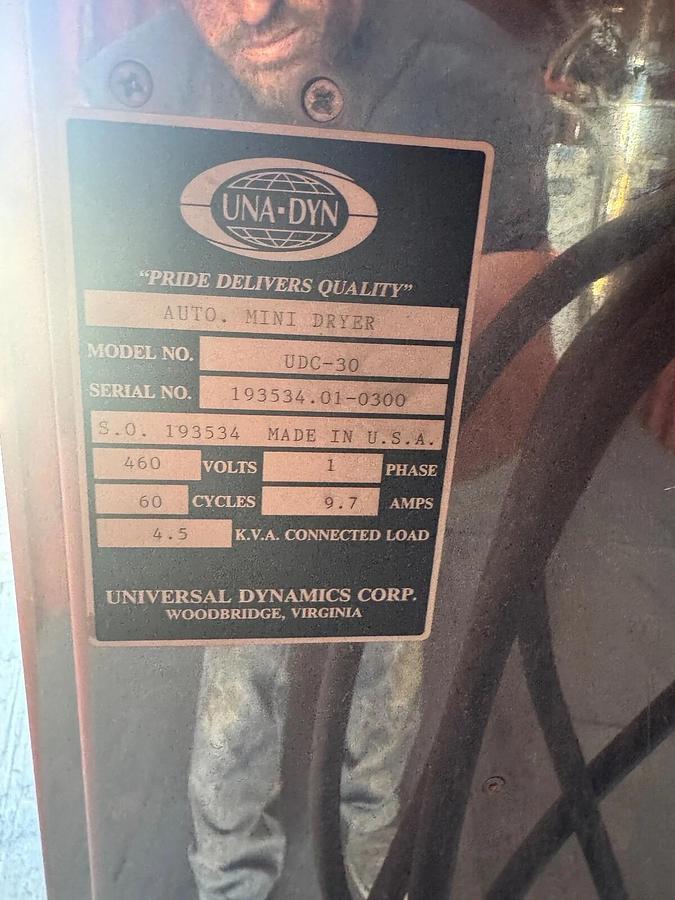 UNA-DYN
"PRIDE DELIVERS QUALITY"
AUTO. MINI DRYER
MODEL NO. UDC-30
SERIAL NO. 193534.01-0300
S.O. 193534 MADE IN U.S.A.
460 VOLTS 1 PHASE
60 CYCLES 9.7 AMPS
4.5 K.V.A. CONNECTED LOAD
UNIVERSAL DYNAMICS CORP.
WOODBRIDGE, VIRGINIA